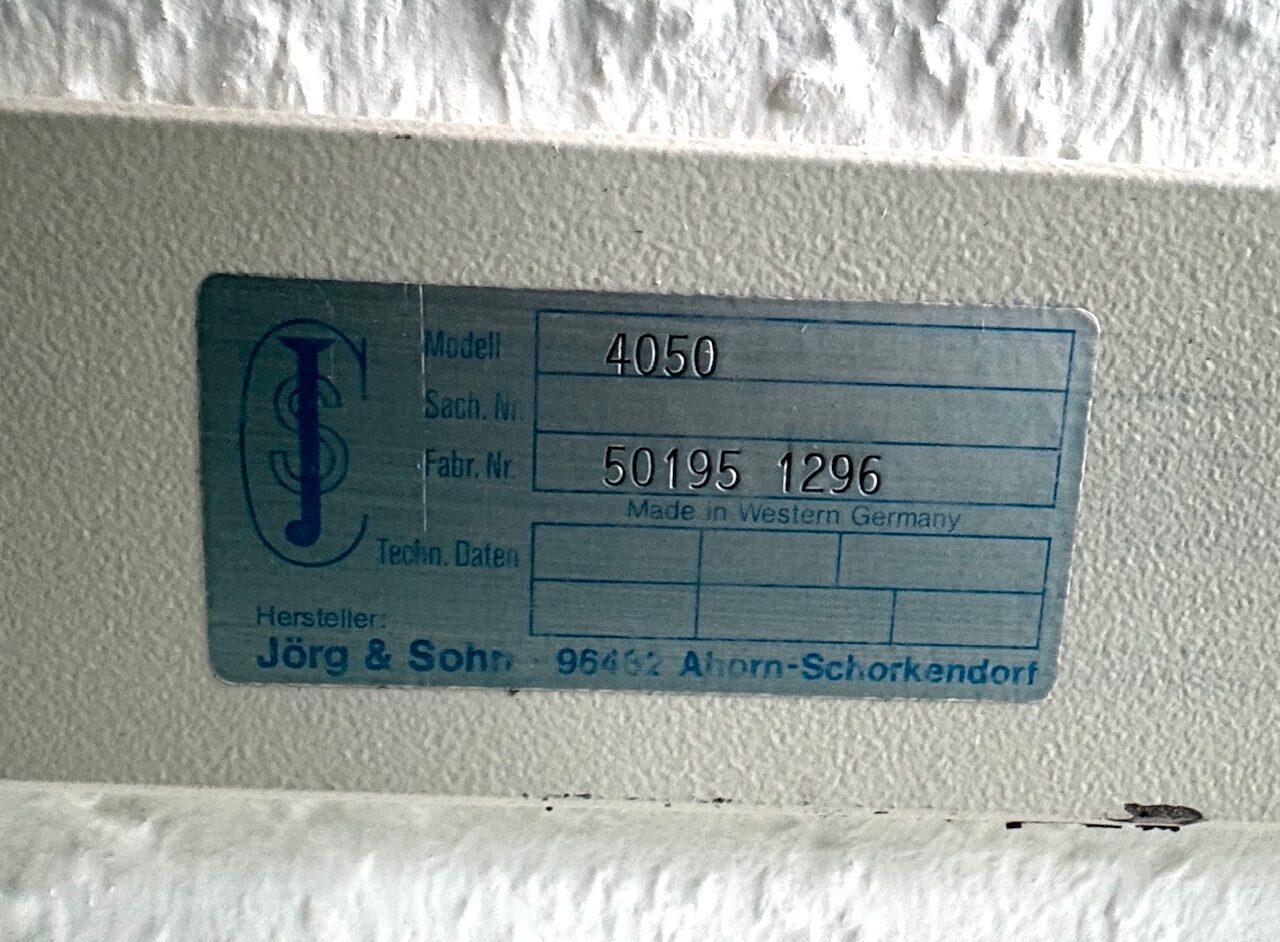 Modell 4050
Sach. Nr.
Fabr. Nr. 50195 1296
Made in Western Germany
Techn. Daten
Hersteller:
Jörg & Sohn · 96482 Ahorn-Schorkendorf